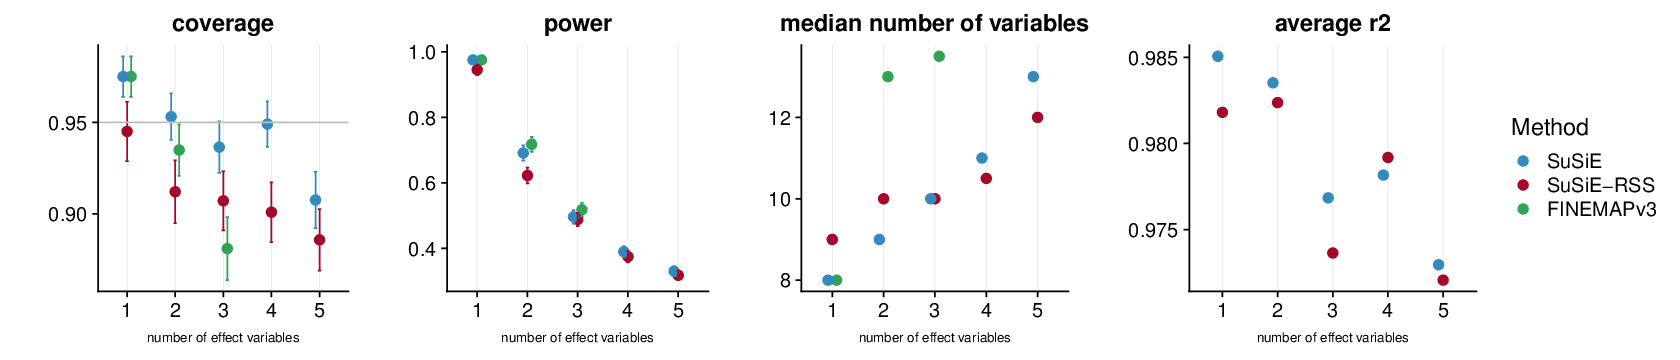 coverage
0.95
0.90
1
2
3
4
5
number of effect variables
power
1.0
0.8
0.6
0.4
1
2
3
4
5
number of effect variables
median number of variables
12
10
8
1
2
3
4
5
number of effect variables
average r2
0.985
0.980
0.975
1
2
3
4
5
number of effect variables
Method
SuSiE
SuSiE−RSS
FINEMAPv3